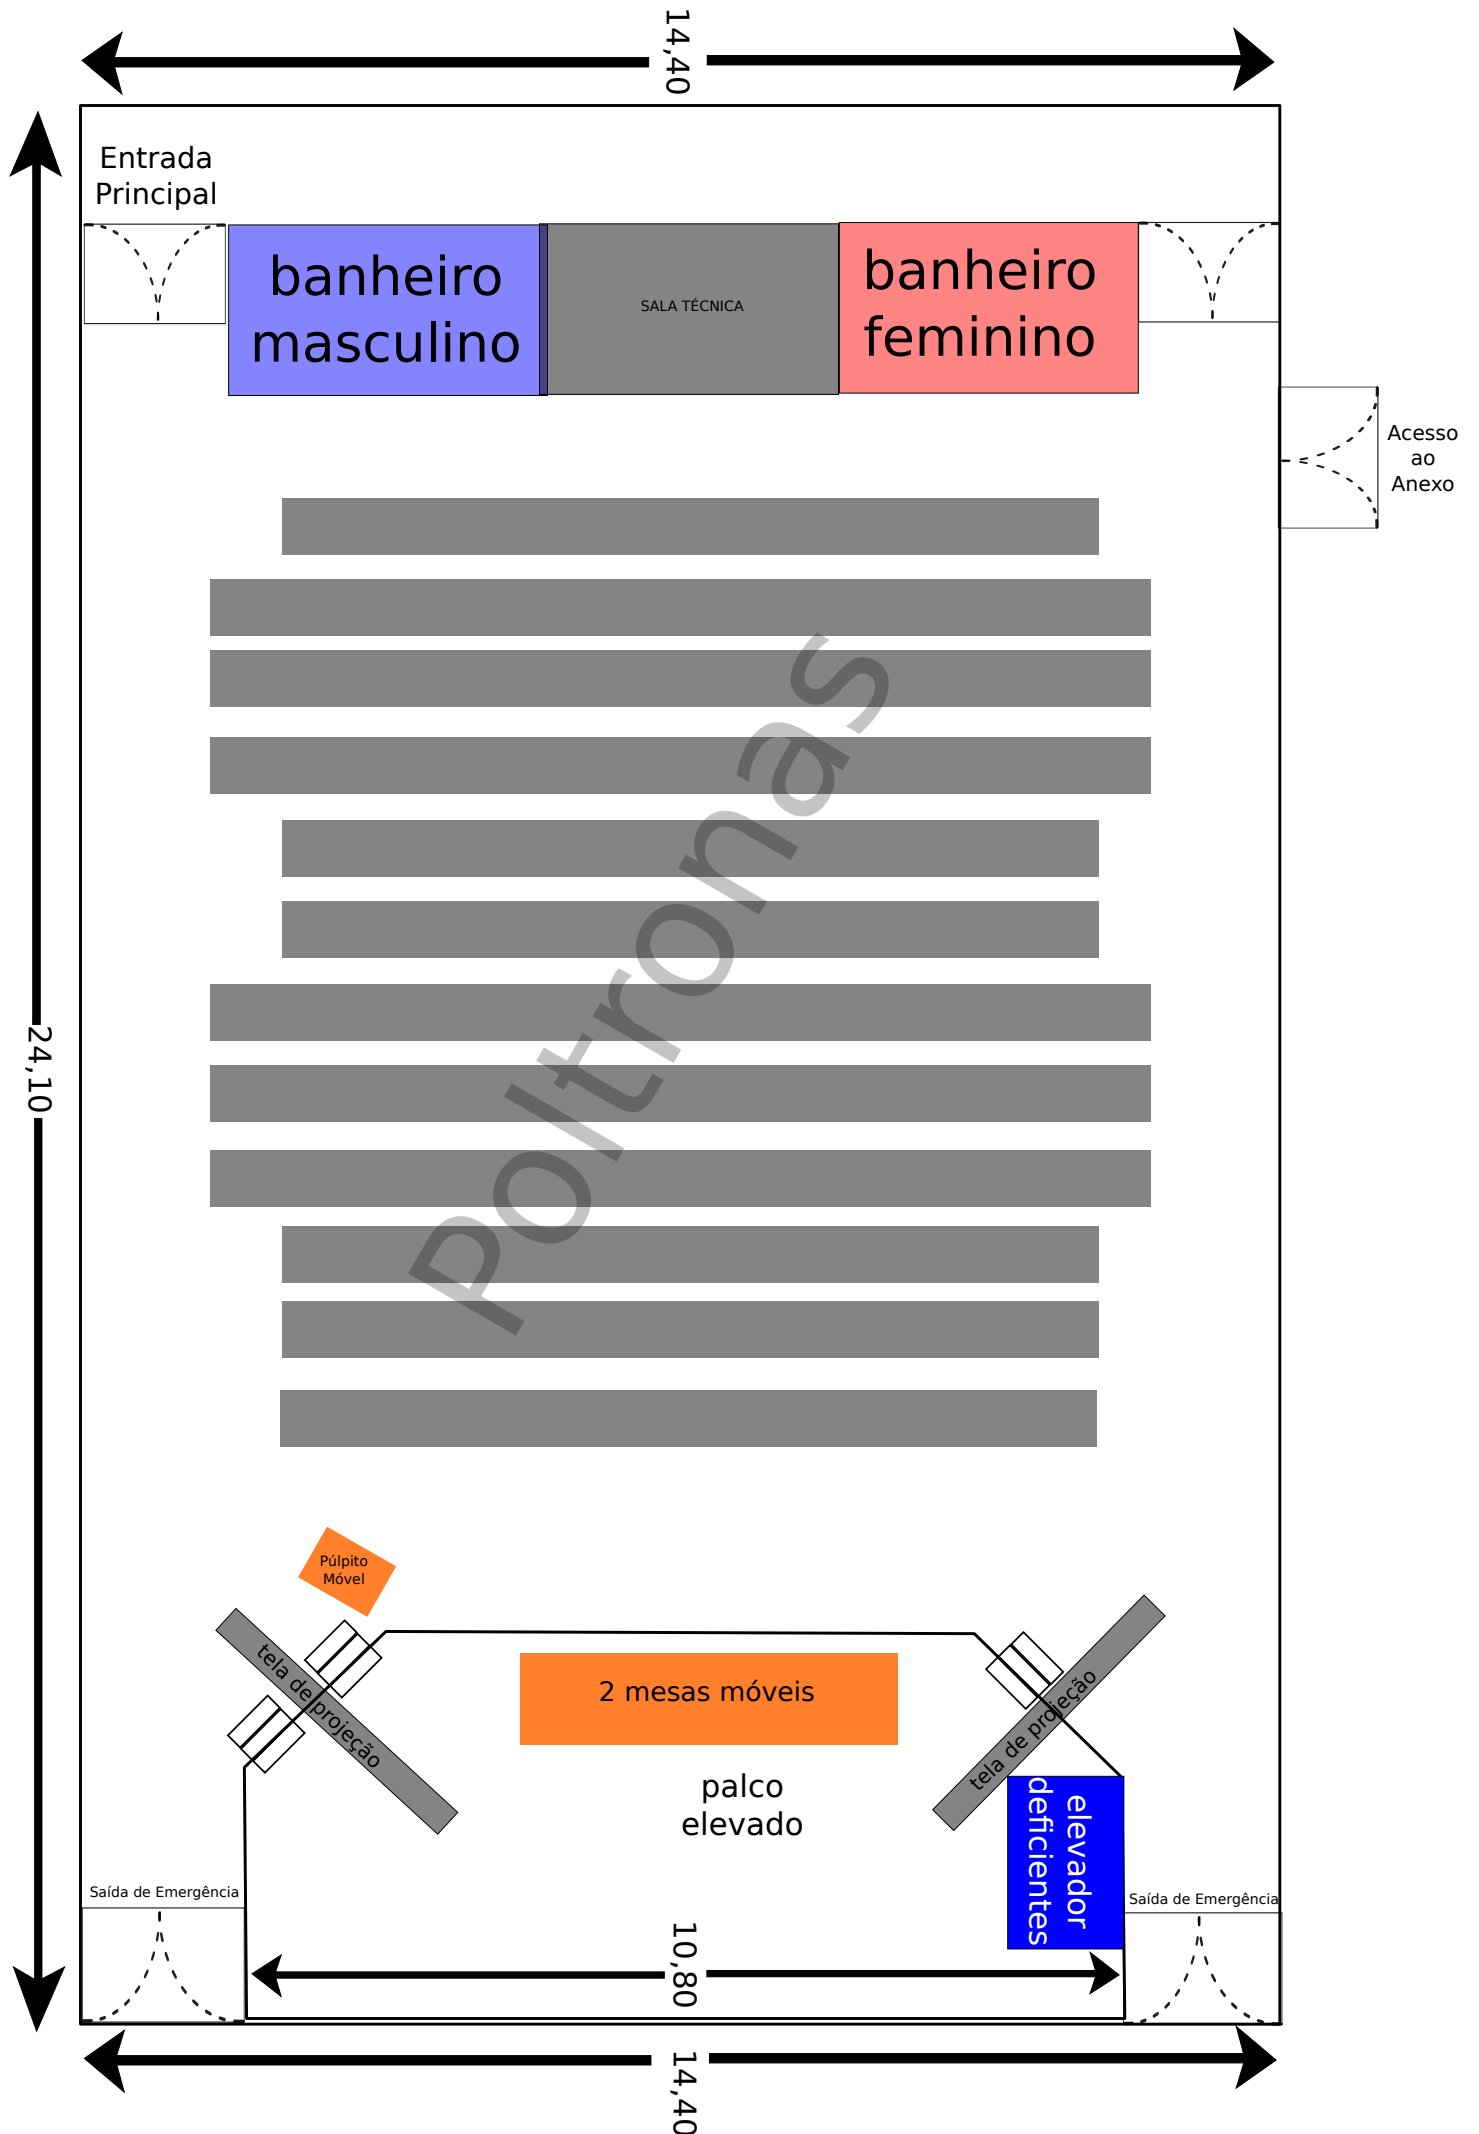 14,40
Entrada
Principal
banheiro
masculino
SALA TÉCNICA
banheiro
feminino
Acesso
ao
Anexo
Poltronas
24,10
Púlpito
Móvel
tela de projeção
2 mesas móveis
tela de projeção
palco
elevado
elevador
deficientes
Saída de Emergência
Saída de Emergência
10,80
14,40